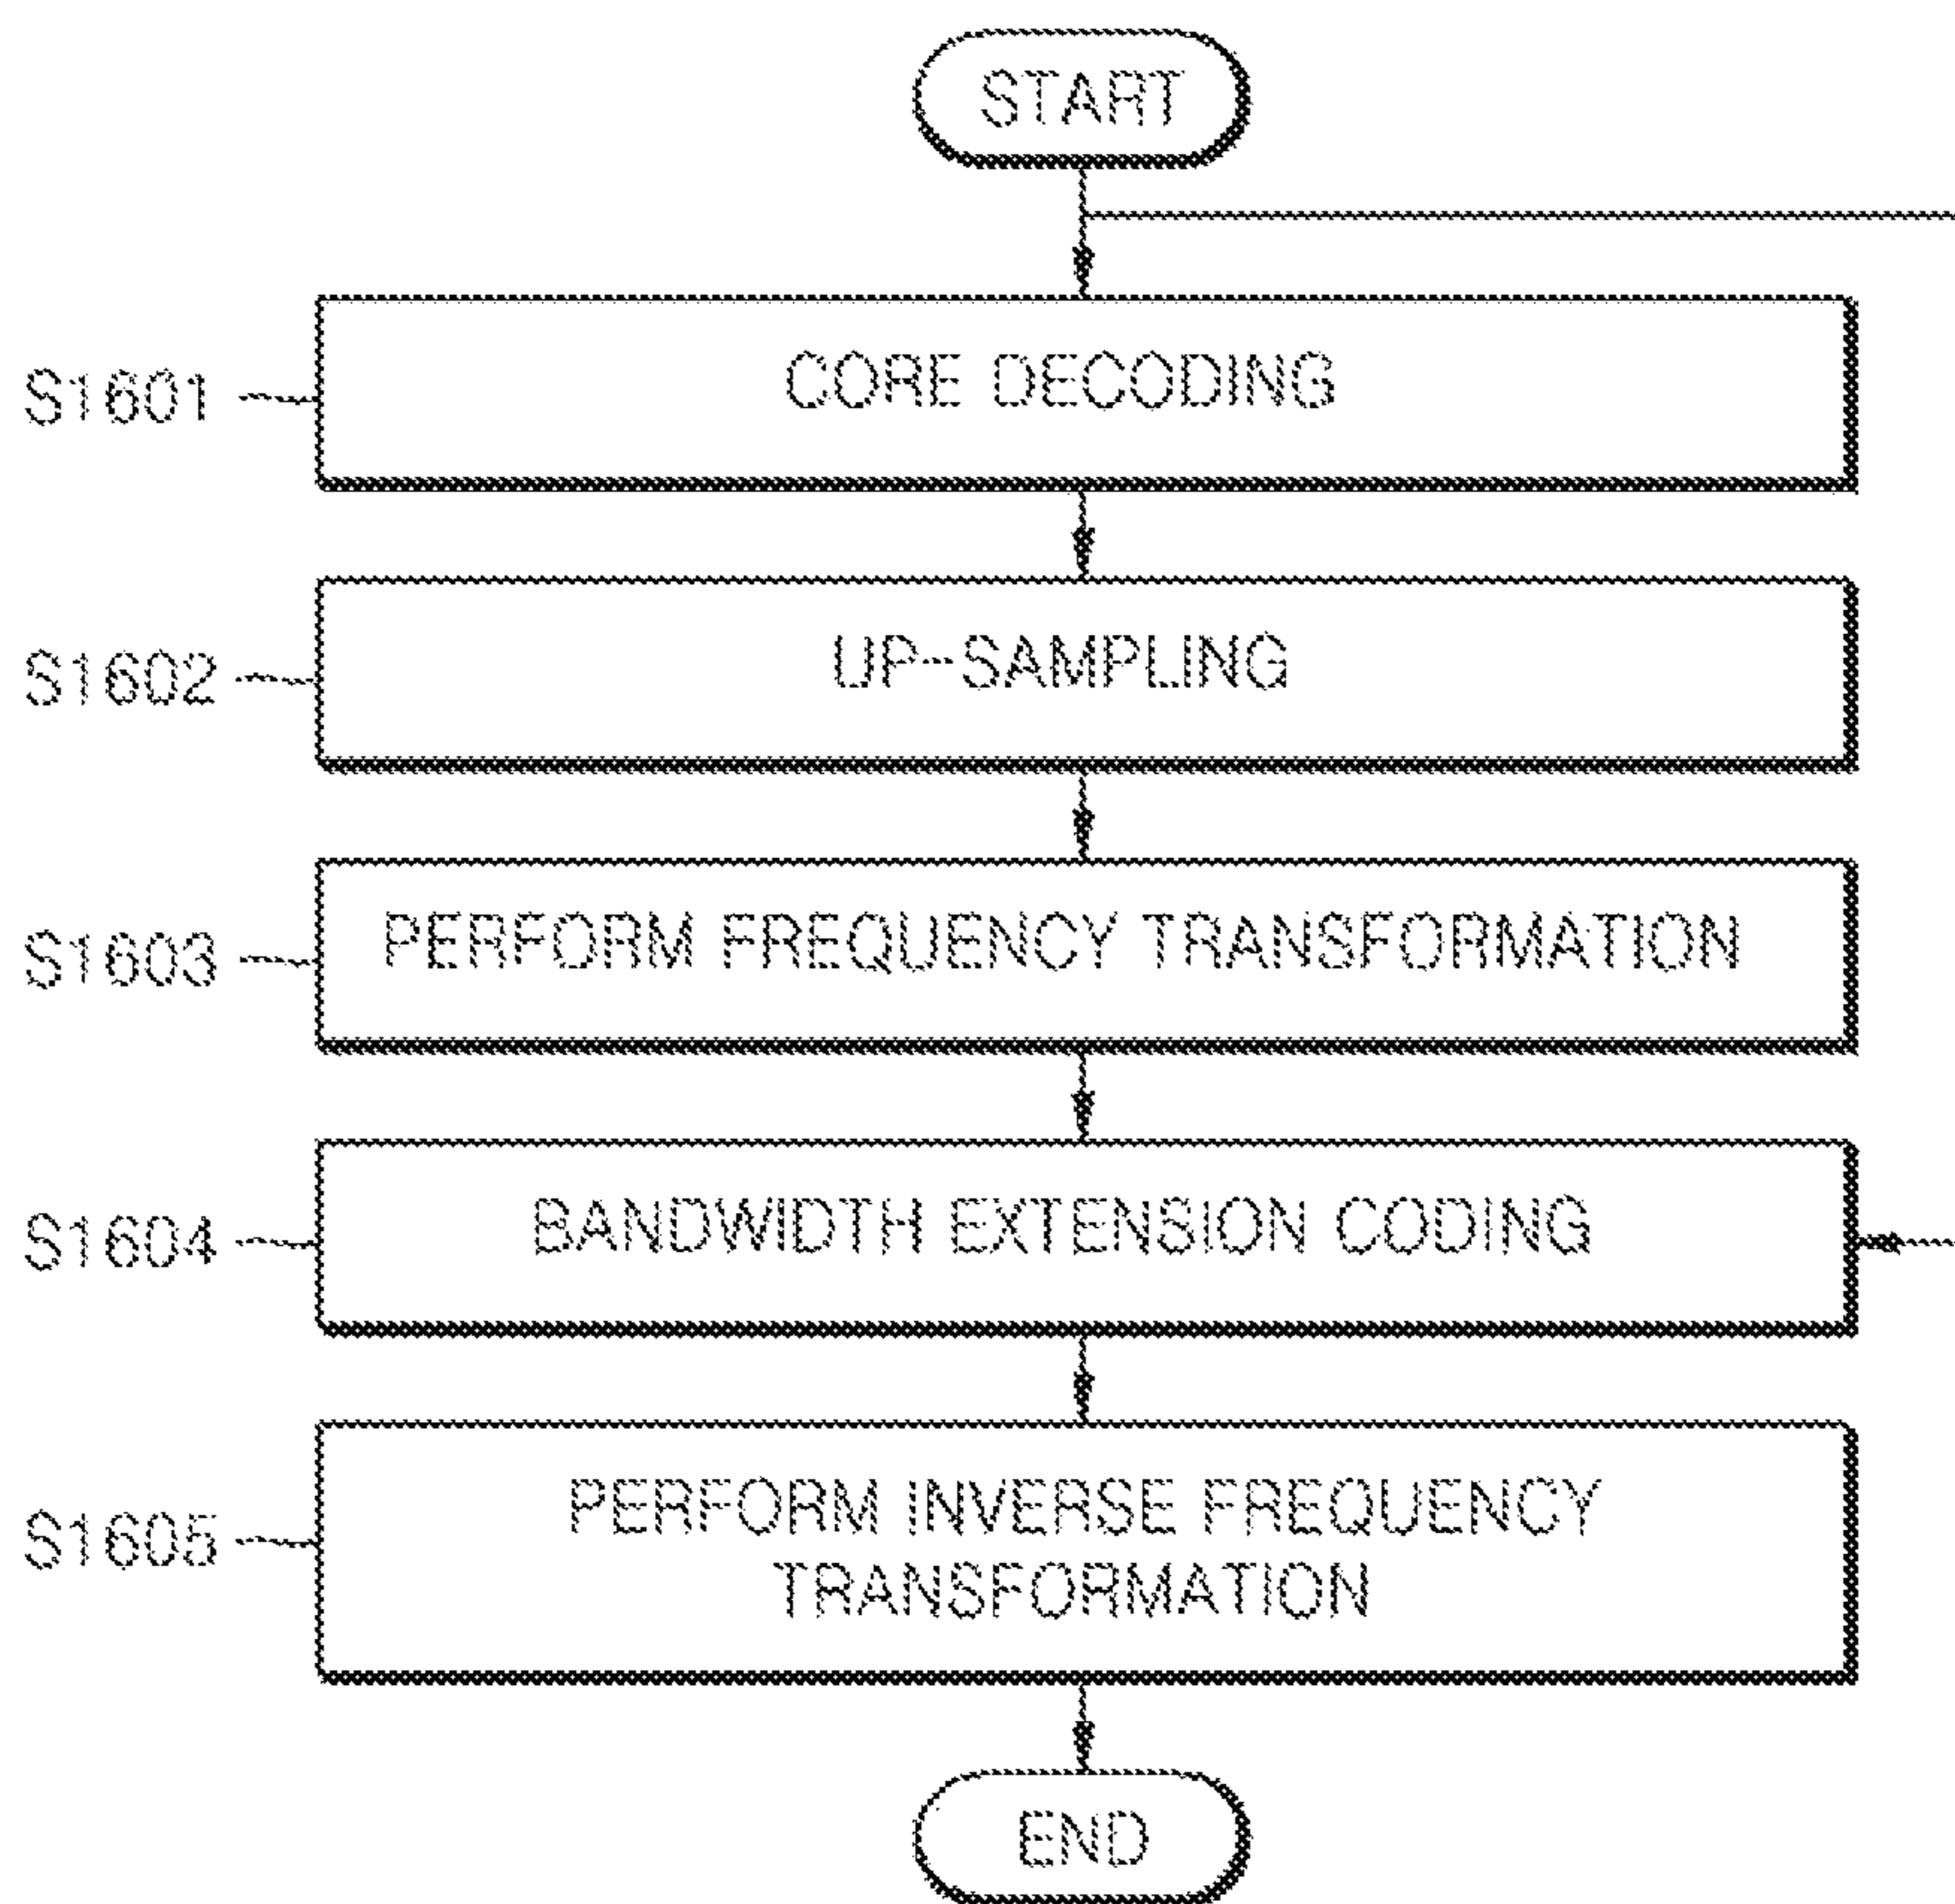 START
S1601
CORE DECODING
S1602
UP-SAMPLING
S1603
PERFORM FREQUENCY TRANSFORMATION
S1604
BANDWIDTH EXTENSION CODING
S1605
PERFORM INVERSE FREQUENCY
TRANSFORMATION
END